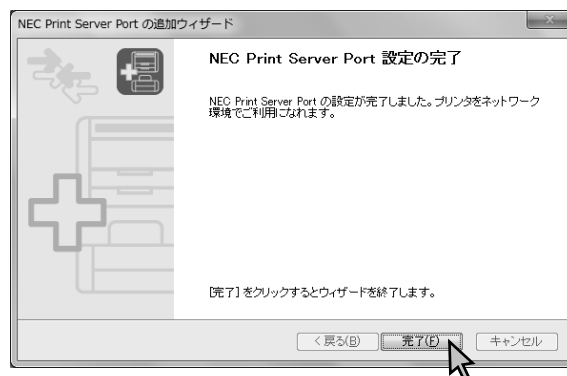 NEC Print Server Port の追加ウィザード
NEC Print Server Port 設定の完了
NEC Print Server Port の設定が完了しました。プリンタをネットワーク
環境でご利用になれます。
[完了] をクリックするとウィザードを終了します。
< 戻る(B)
完了(F)
キャンセル